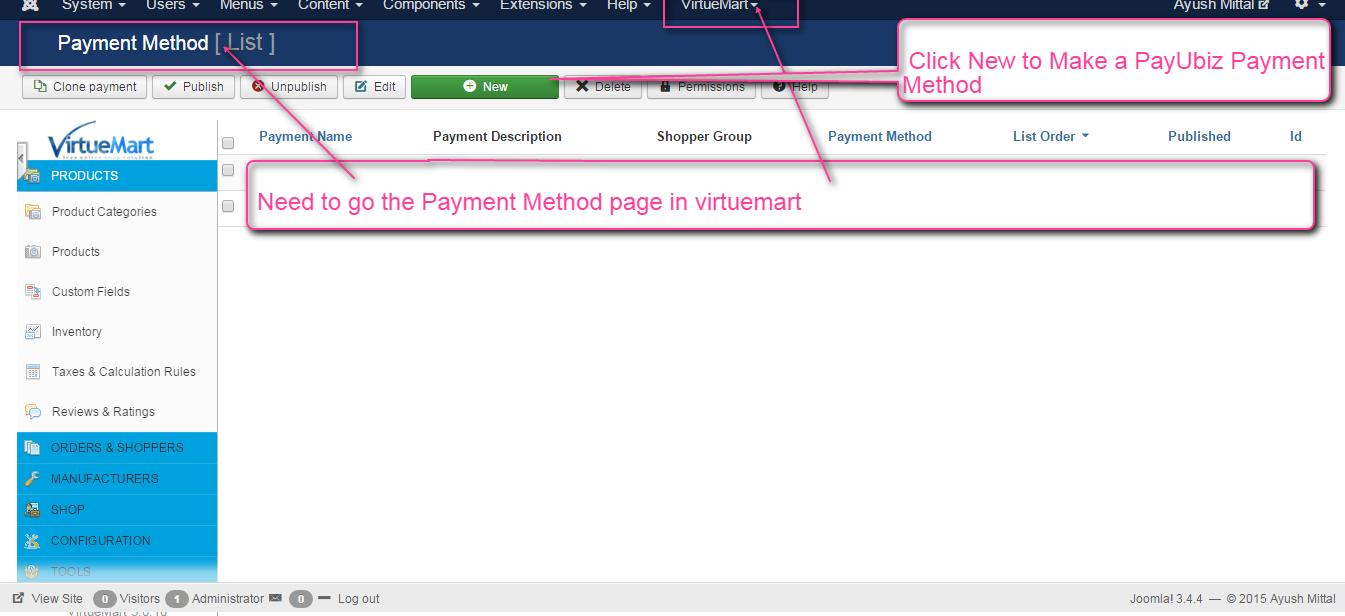 System Users Menus Content Components Extensions Help VirtueMart Ayush Mittal
Payment Method [ List ]
Click New to Make a PayUbiz Payment
Method
Clone payment Publish Unpublish Edit New Delete Permissions Help
VirtueMart
free online shop solution
Payment Name Payment Description Shopper Group Payment Method List Order Published Id
PRODUCTS
Need to go the Payment Method page in virtuemart
Product Categories
Products
Custom Fields
Inventory
Taxes & Calculation Rules
Reviews & Ratings
ORDERS & SHOPPERS
MANUFACTURERS
SHOP
CONFIGURATION
TOOLS
View Site 0 Visitors 1 Administrator 0 Log out Joomla! 3.4.4 — © 2015 Ayush Mittal